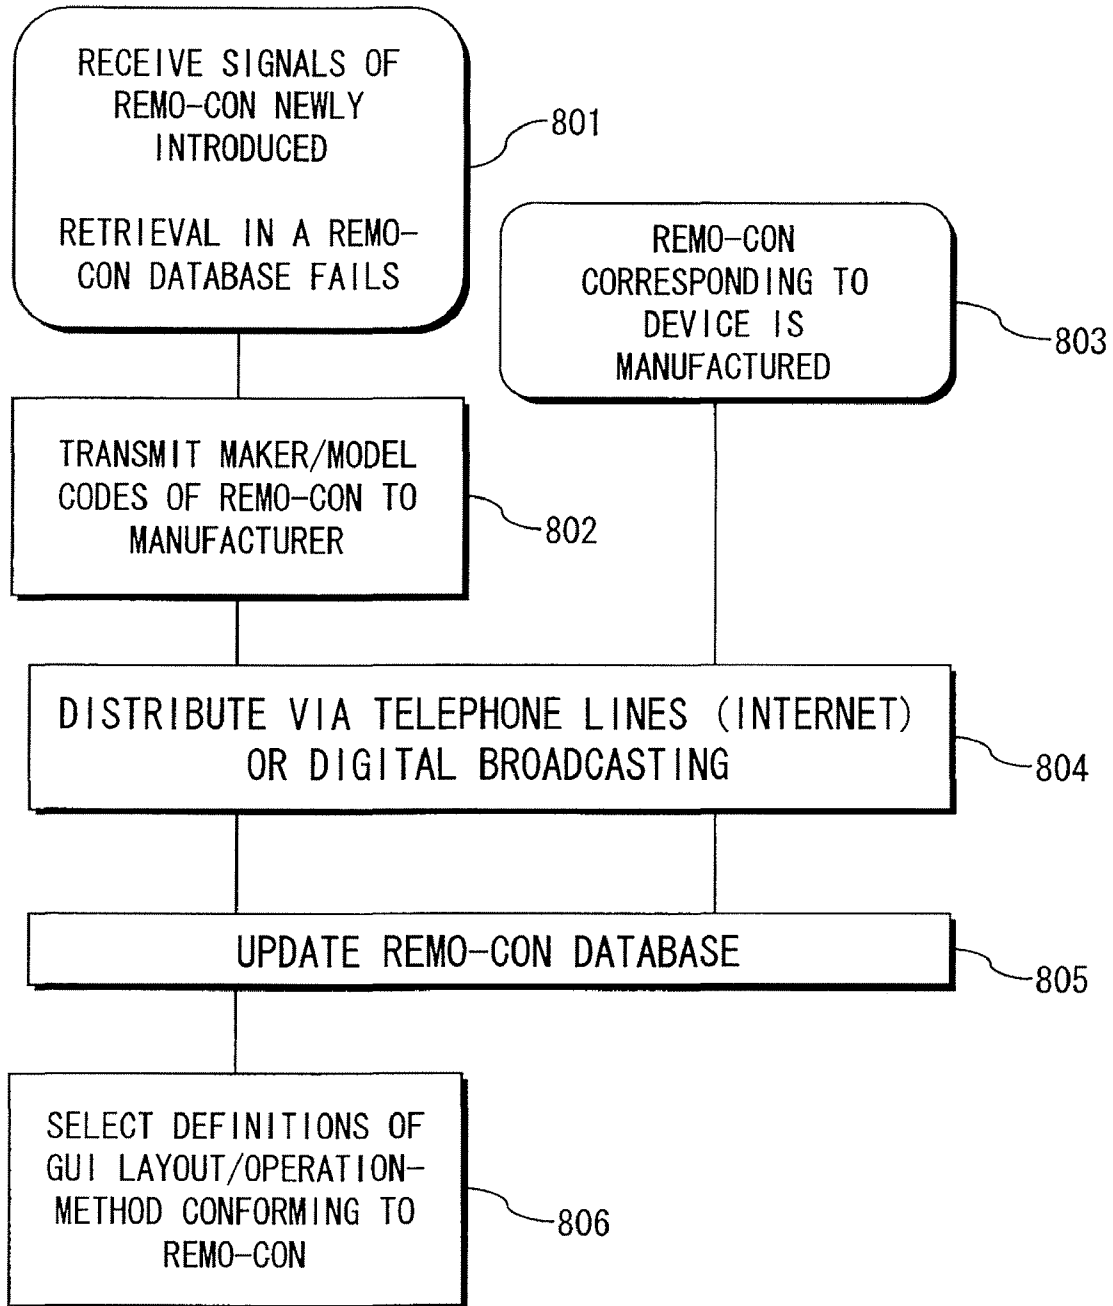 RECEIVE SIGNALS OF
REMO-CON NEWLY
INTRODUCED
RETRIEVAL IN A REMO-
CON DATABASE FAILS
801
REMO-CON
CORRESPONDING TO
DEVICE IS
MANUFACTURED
803
TRANSMIT MAKER/MODEL
CODES OF REMO-CON TO
MANUFACTURER
802
DISTRIBUTE VIA TELEPHONE LINES (INTERNET)
OR DIGITAL BROADCASTING
804
UPDATE REMO-CON DATABASE
805
SELECT DEFINITIONS OF
GUI LAYOUT/OPERATION-
METHOD CONFORMING TO
REMO-CON
806